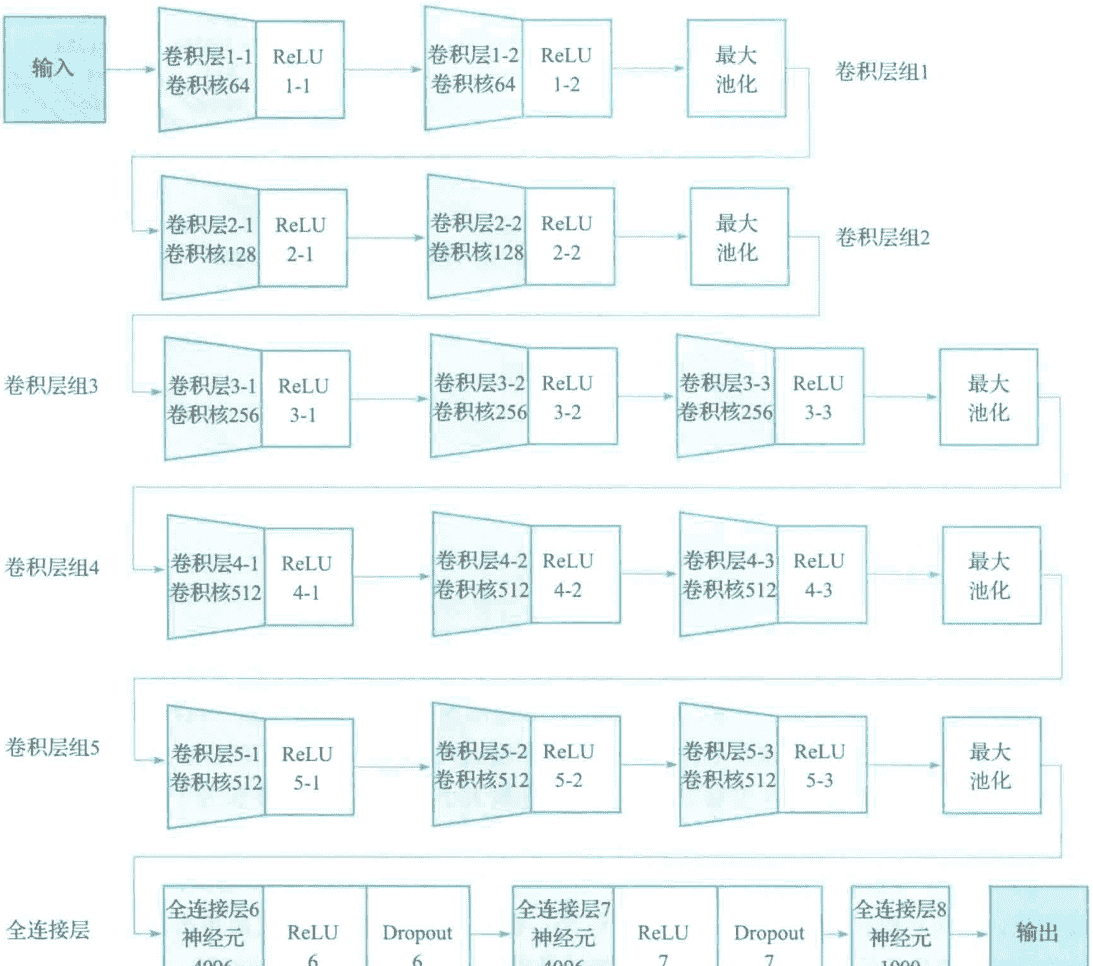 输入
卷积层1-1
卷积核64
ReLU
1-1
卷积层1-2
卷积核64
ReLU
1-2
最大
池化
卷积层组1
卷积层2-1
卷积核128
ReLU
2-1
卷积层2-2
卷积核128
ReLU
2-2
最大
池化
卷积层组2
卷积层组3
卷积层3-1
卷积核256
ReLU
3-1
卷积层3-2
卷积核256
ReLU
3-2
卷积层3-3
卷积核256
ReLU
3-3
最大
池化
卷积层组4
卷积层4-1
卷积核512
ReLU
4-1
卷积层4-2
卷积核512
ReLU
4-2
卷积层4-3
卷积核512
ReLU
4-3
最大
池化
卷积层组5
卷积层5-1
卷积核512
ReLU
5-1
卷积层5-2
卷积核512
ReLU
5-2
卷积层5-3
卷积核512
ReLU
5-3
最大
池化
全连接层
全连接层6
神经元
4096
ReLU
6
Dropout
6
全连接层7
神经元
4096
ReLU
7
Dropout
7
全连接层8
神经元
1000
输出